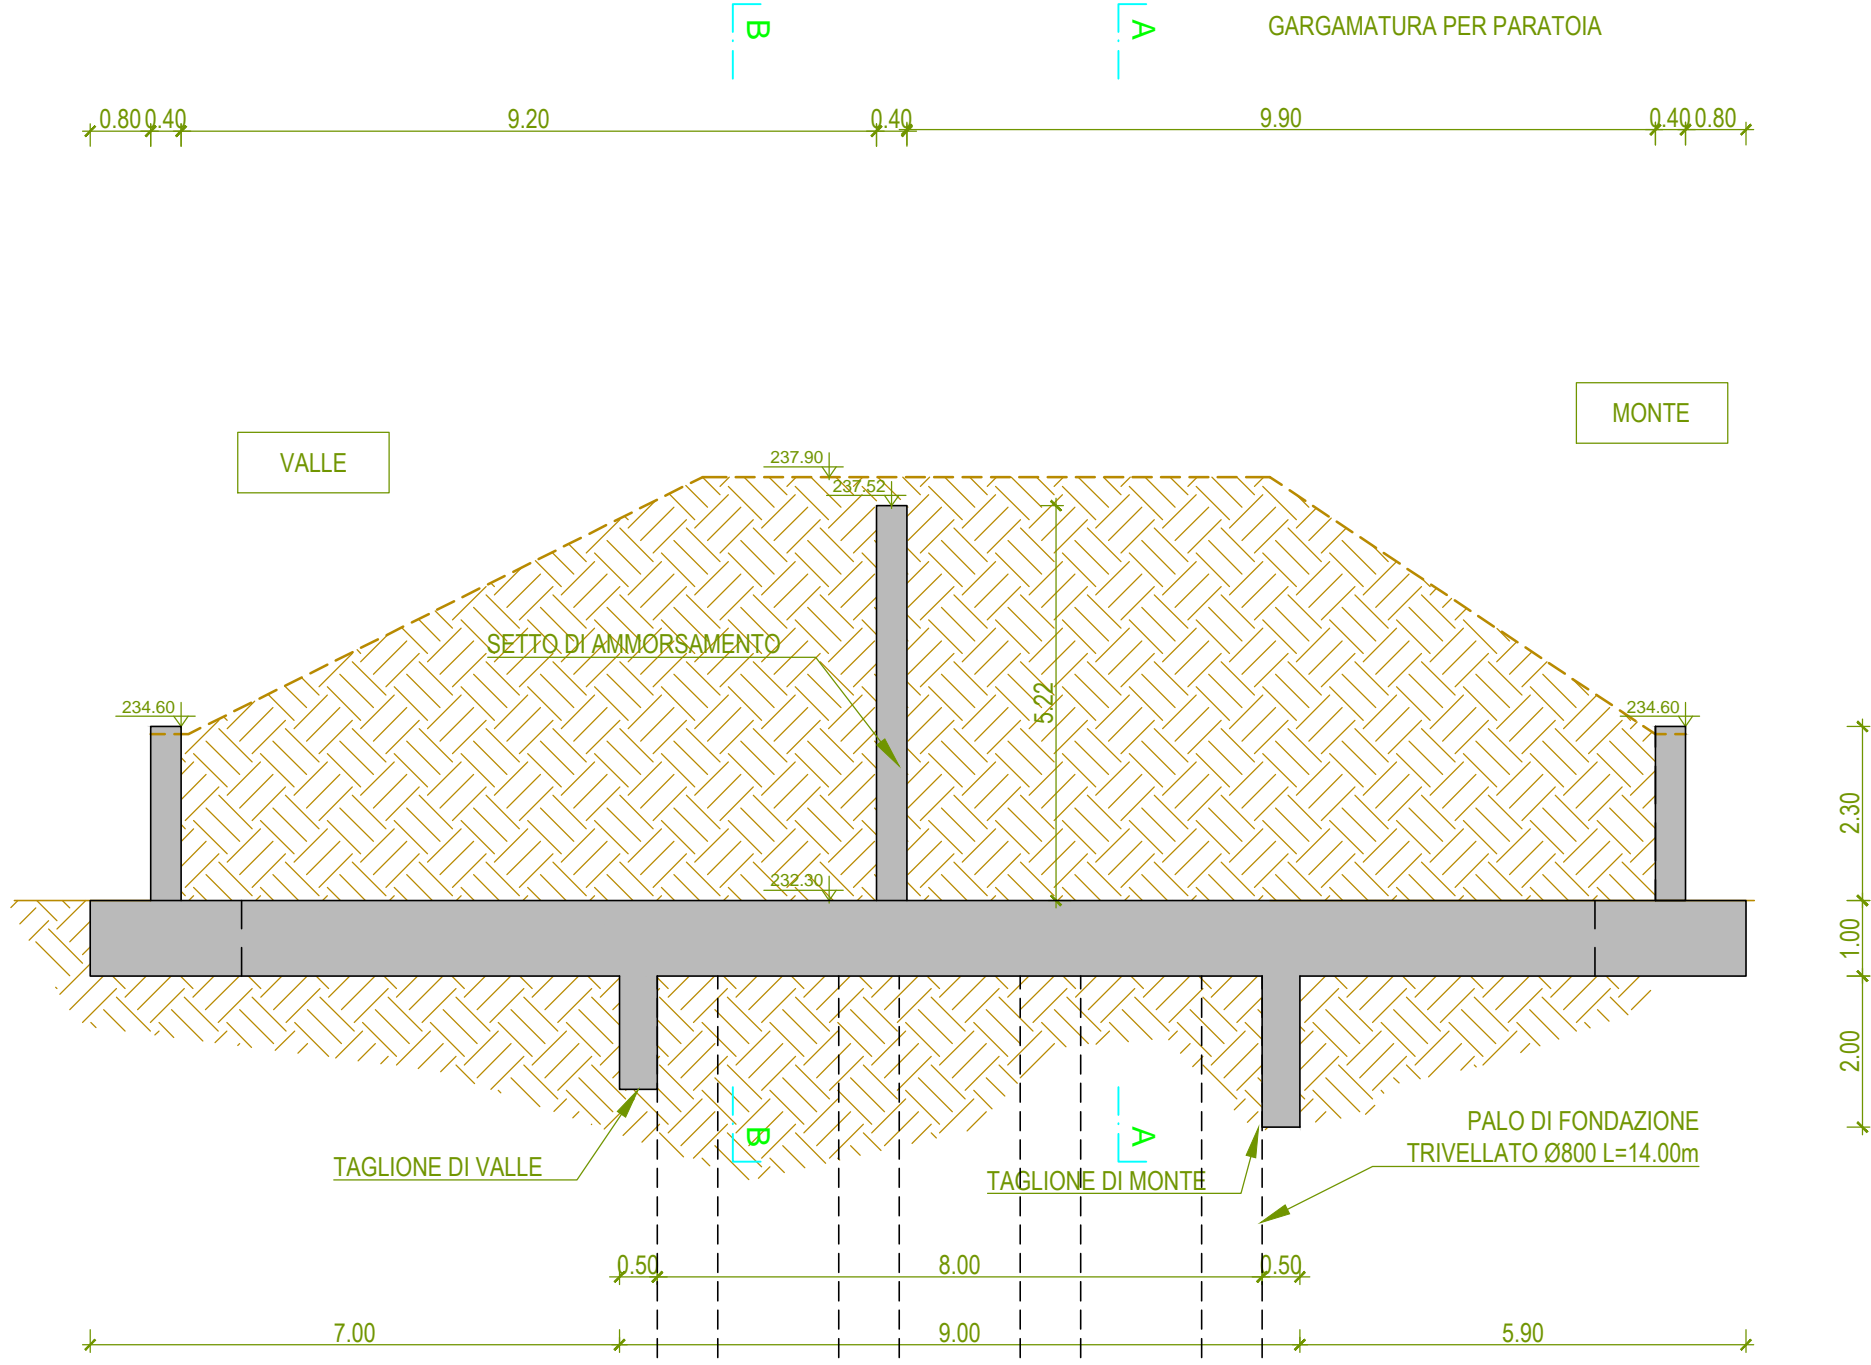 B
A
GARGAMATURA PER PARATOIA
0.80
0.40
9.20
0.40
9.90
0.40
0.80
MONTE
VALLE
237.90
237.52
SETTO DI AMMORSAMENTO
5.22
234.60
234.60
2.30
232.30
1.00
2.00
B
A
PALO DI FONDAZIONE
TRIVELLATO Ø800 L=14.00m
TAGLIONE DI VALLE
TAGLIONE DI MONTE
0.50
8.00
0.50
7.00
9.00
5.90